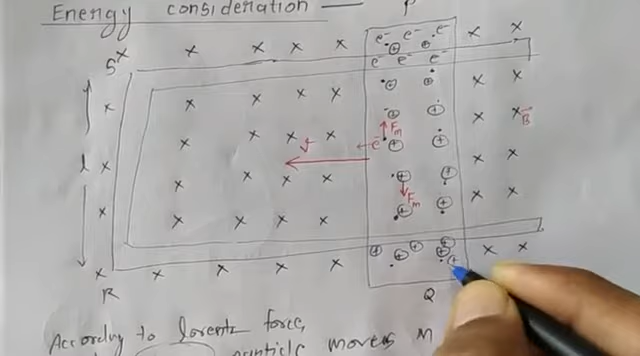 Energy consideration — P
S
e⁻ e⁻ e⁻
e⁻ e⁻ e⁻
B
Fm
v e⁻
l
Fm
R Q
According to lorentz force,
particle moves